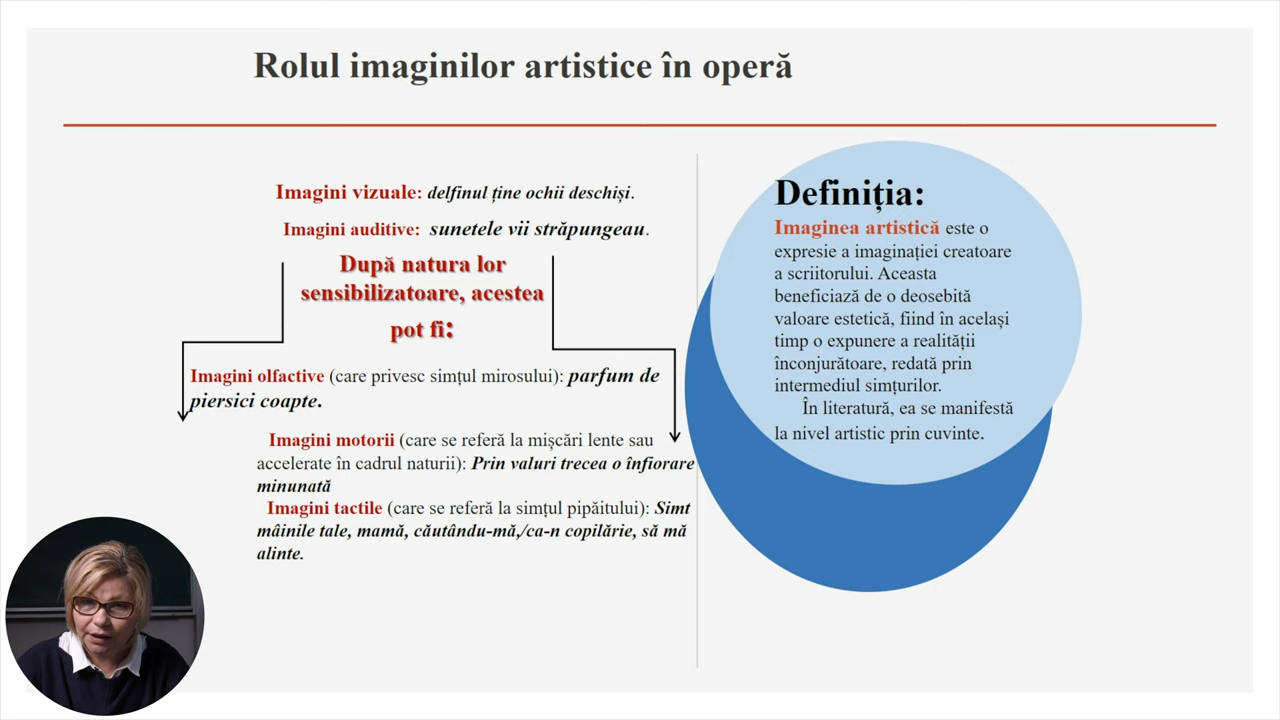 Rolul imaginilor artistice în operă
Imagini vizuale: delfinul ține ochii deschiși.
Imagini auditive: sunetele vii străpungeau.
După natura lor
sensibilizatoare, acestea
pot fi:
Imagini olfactive (care privesc simțul mirosului): parfum de
piersici coapte.
Imagini motorii (care se referă la mișcări lente sau
accelerate în cadrul naturii): Prin valuri trecea o înfiorare
minunată
Imagini tactile (care se referă la simțul pipăitului): Simt
mâinile tale, mamă, căutându-mă,/ca-n copilărie, să mă
alinte.
Definiția:
Imaginea artistică este o
expresie a imaginației creatoare
a scriitorului. Aceasta
beneficiază de o deosebită
valoare estetică, fiind în același
timp o expunere a realității
înconjurătoare, redată prin
intermediul simțurilor.
În literatură, ea se manifestă
la nivel artistic prin cuvinte.